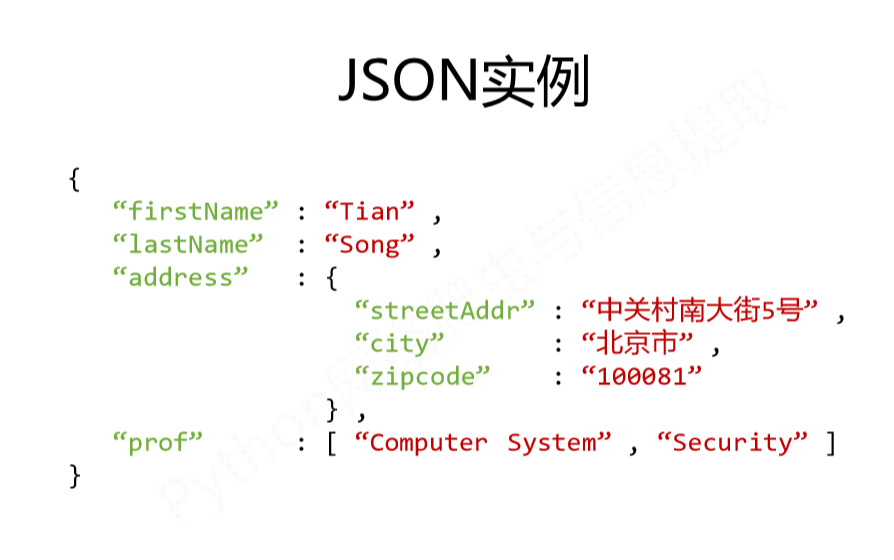 JSON实例
{
“firstName” : “Tian” ,
“lastName” : “Song” ,
“address” : {
“streetAddr” : “中关村南大街5号” ,
“city” : “北京市” ,
“zipcode” : “100081”
} ,
“prof” : [ “Computer System” , “Security” ]
}
Python网络爬虫与信息提取